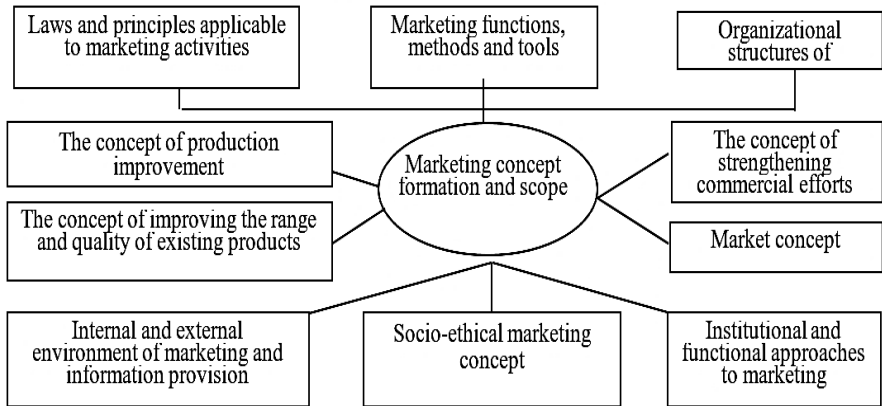 Laws and principles applicable
to marketing activities
Marketing functions,
methods and tools
Organizational
structures of
The concept of production
improvement
Marketing concept
formation and scope
The concept of
strengthening
commercial efforts
The concept of improving the range
and quality of existing products
Market concept
Internal and external
environment of marketing and
information provision
Socio-ethical marketing
concept
Institutional and
functional approaches
to marketing